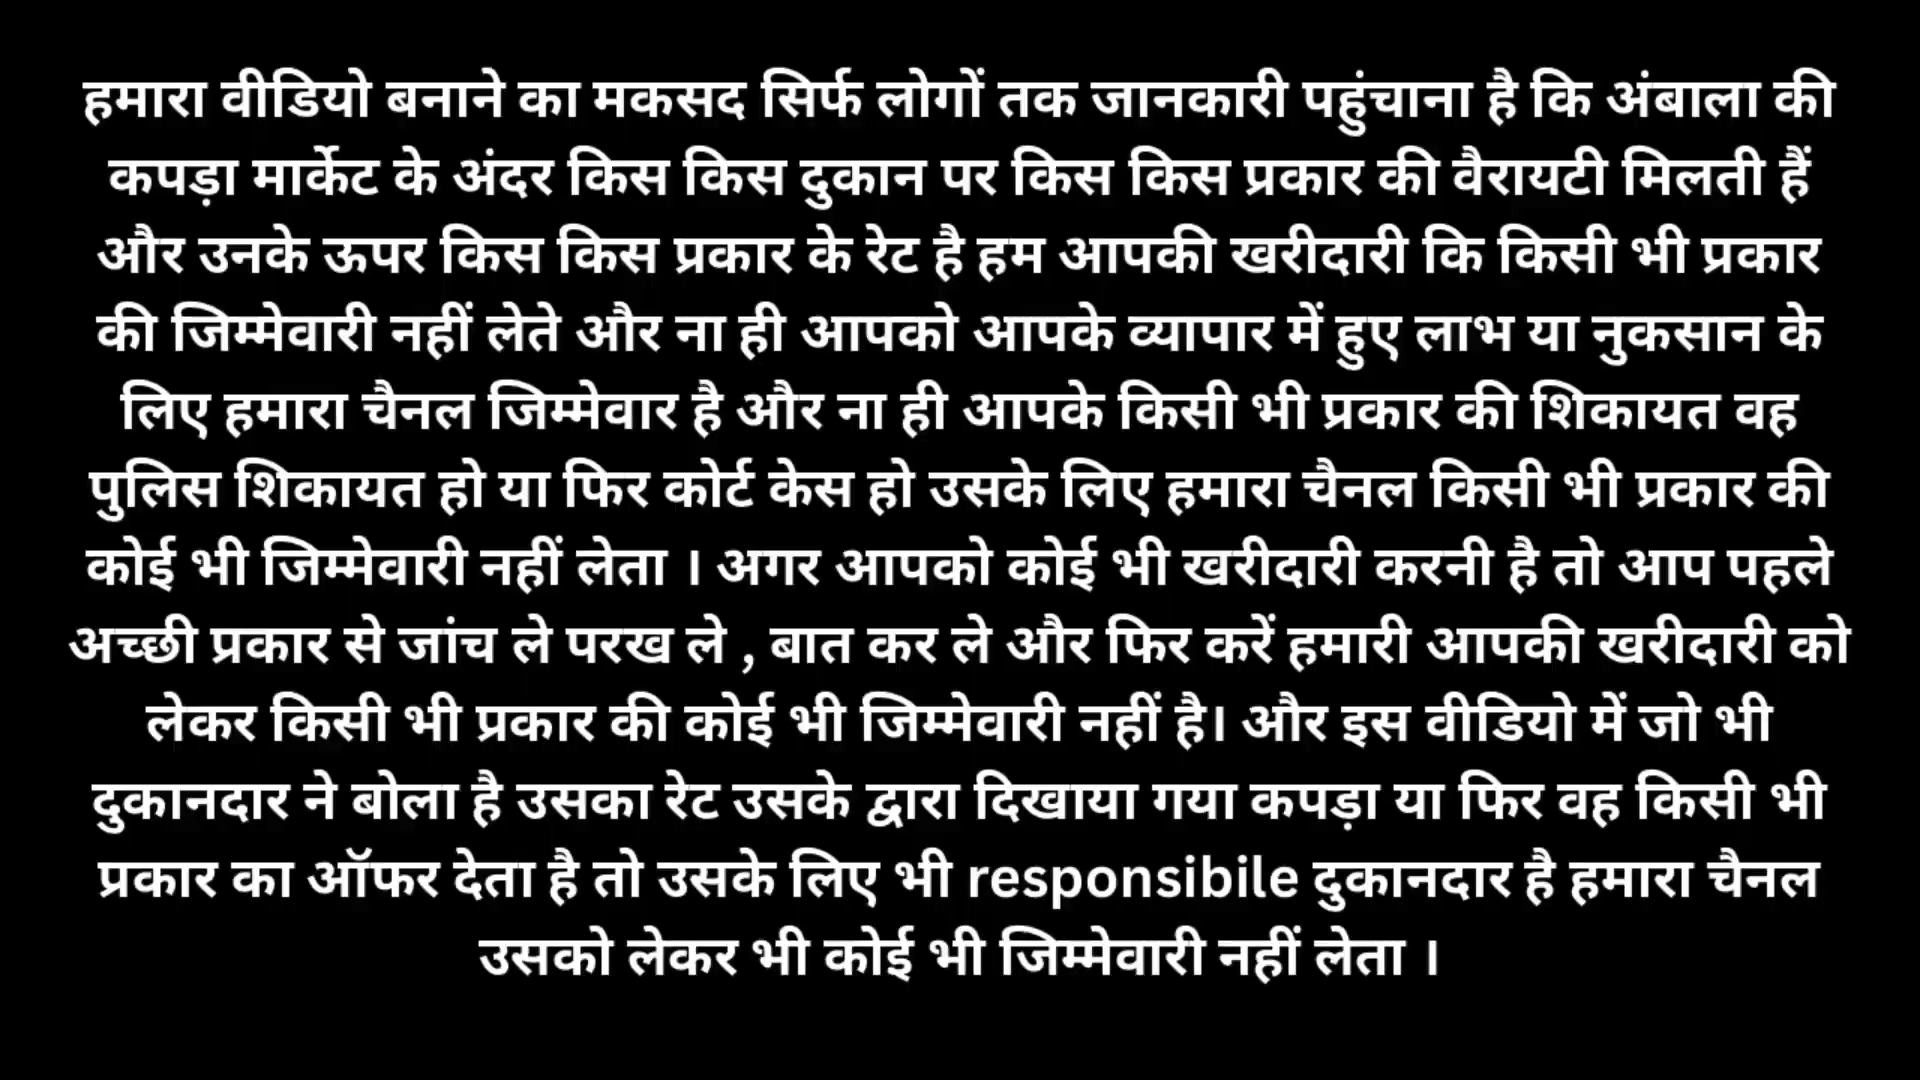 हमारा वीडियो बनाने का मकसद सिर्फ लोगों तक जानकारी पहुंचाना है कि अंबाला की
कपड़ा मार्केट के अंदर किस किस दुकान पर किस किस प्रकार की वैरायटी मिलती हैं
और उनके ऊपर किस किस प्रकार के रेट है हम आपकी खरीदारी कि किसी भी प्रकार
की जिम्मेवारी नहीं लेते और ना ही आपको आपके व्यापार में हुए लाभ या नुकसान के
लिए हमारा चैनल जिम्मेवार है और ना ही आपके किसी भी प्रकार की शिकायत वह
पुलिस शिकायत हो या फिर कोर्ट केस हो उसके लिए हमारा चैनल किसी भी प्रकार की
कोई भी जिम्मेवारी नहीं लेता । अगर आपको कोई भी खरीदारी करनी है तो आप पहले
अच्छी प्रकार से जांच ले परख ले , बात कर ले और फिर करें हमारी आपकी खरीदारी को
लेकर किसी भी प्रकार की कोई भी जिम्मेवारी नहीं है। और इस वीडियो में जो भी
दुकानदार ने बोला है उसका रेट उसके द्वारा दिखाया गया कपड़ा या फिर वह किसी भी
प्रकार का ऑफर देता है तो उसके लिए भी responsibile दुकानदार है हमारा चैनल
उसको लेकर भी कोई भी जिम्मेवारी नहीं लेता ।